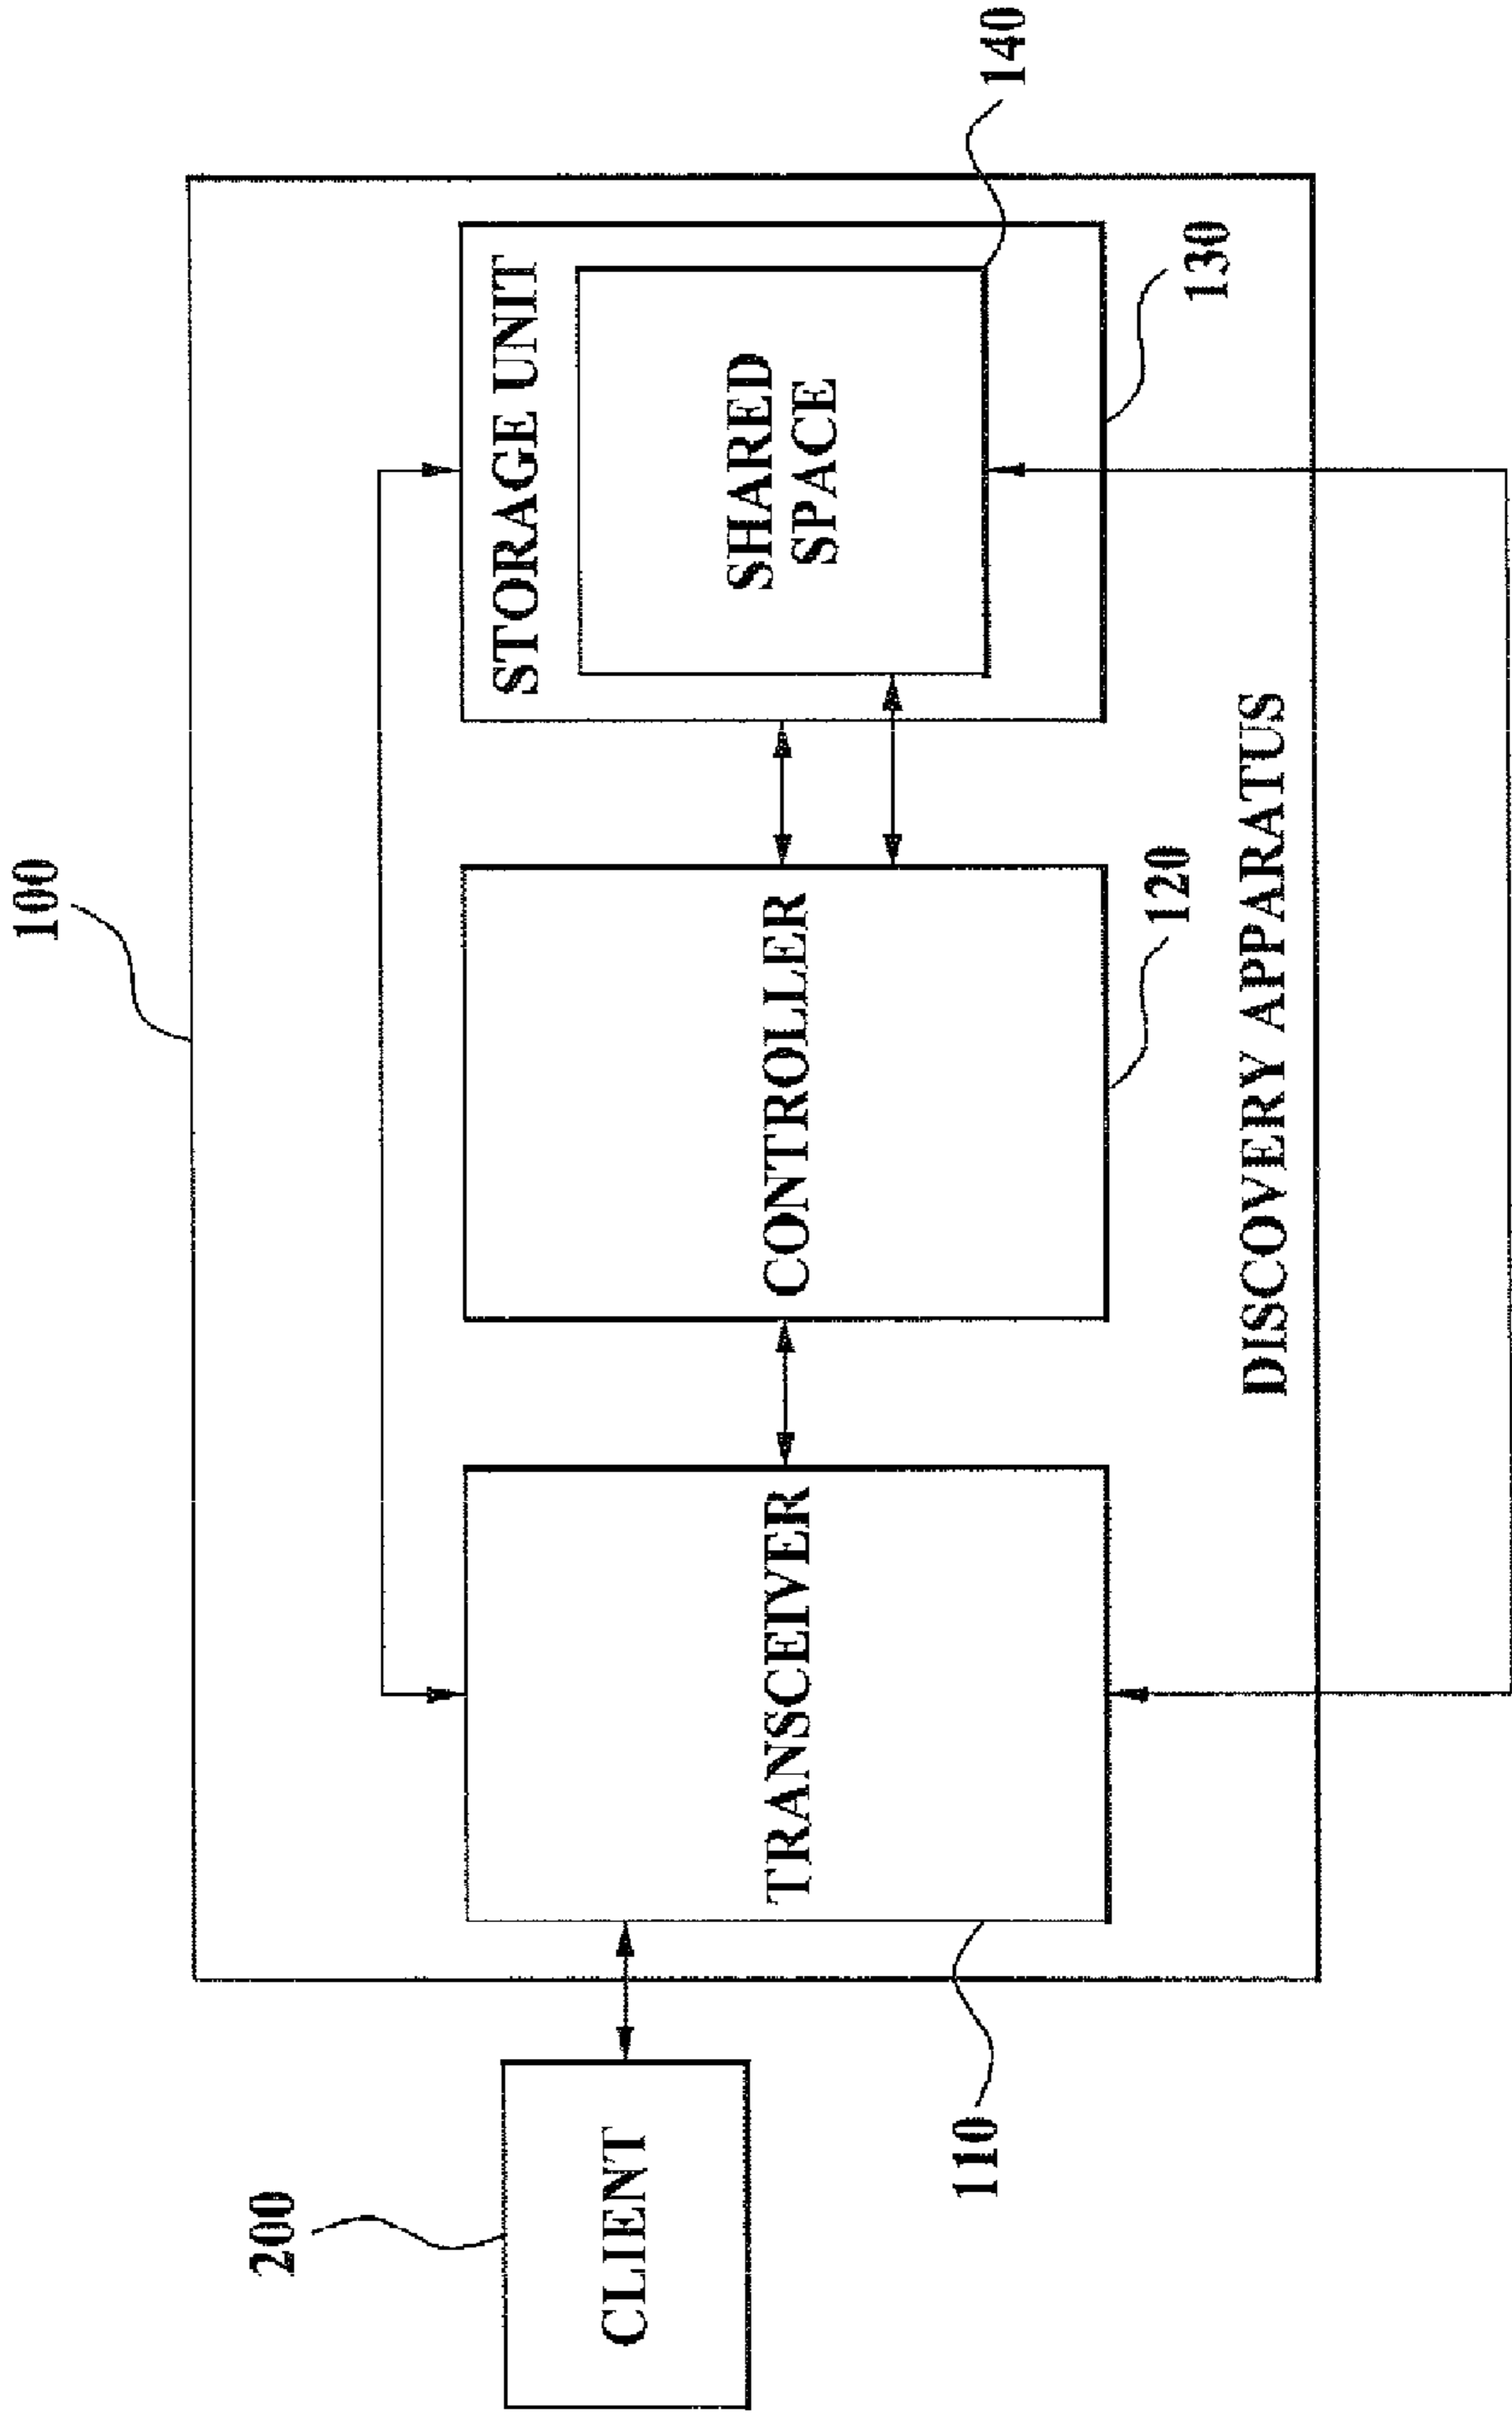 100
200
CLIENT
110
TRANSCEIVER
CONTROLLER
120
STORAGE UNIT
SHARED
SPACE
130
140
DISCOVERY APPARATUS